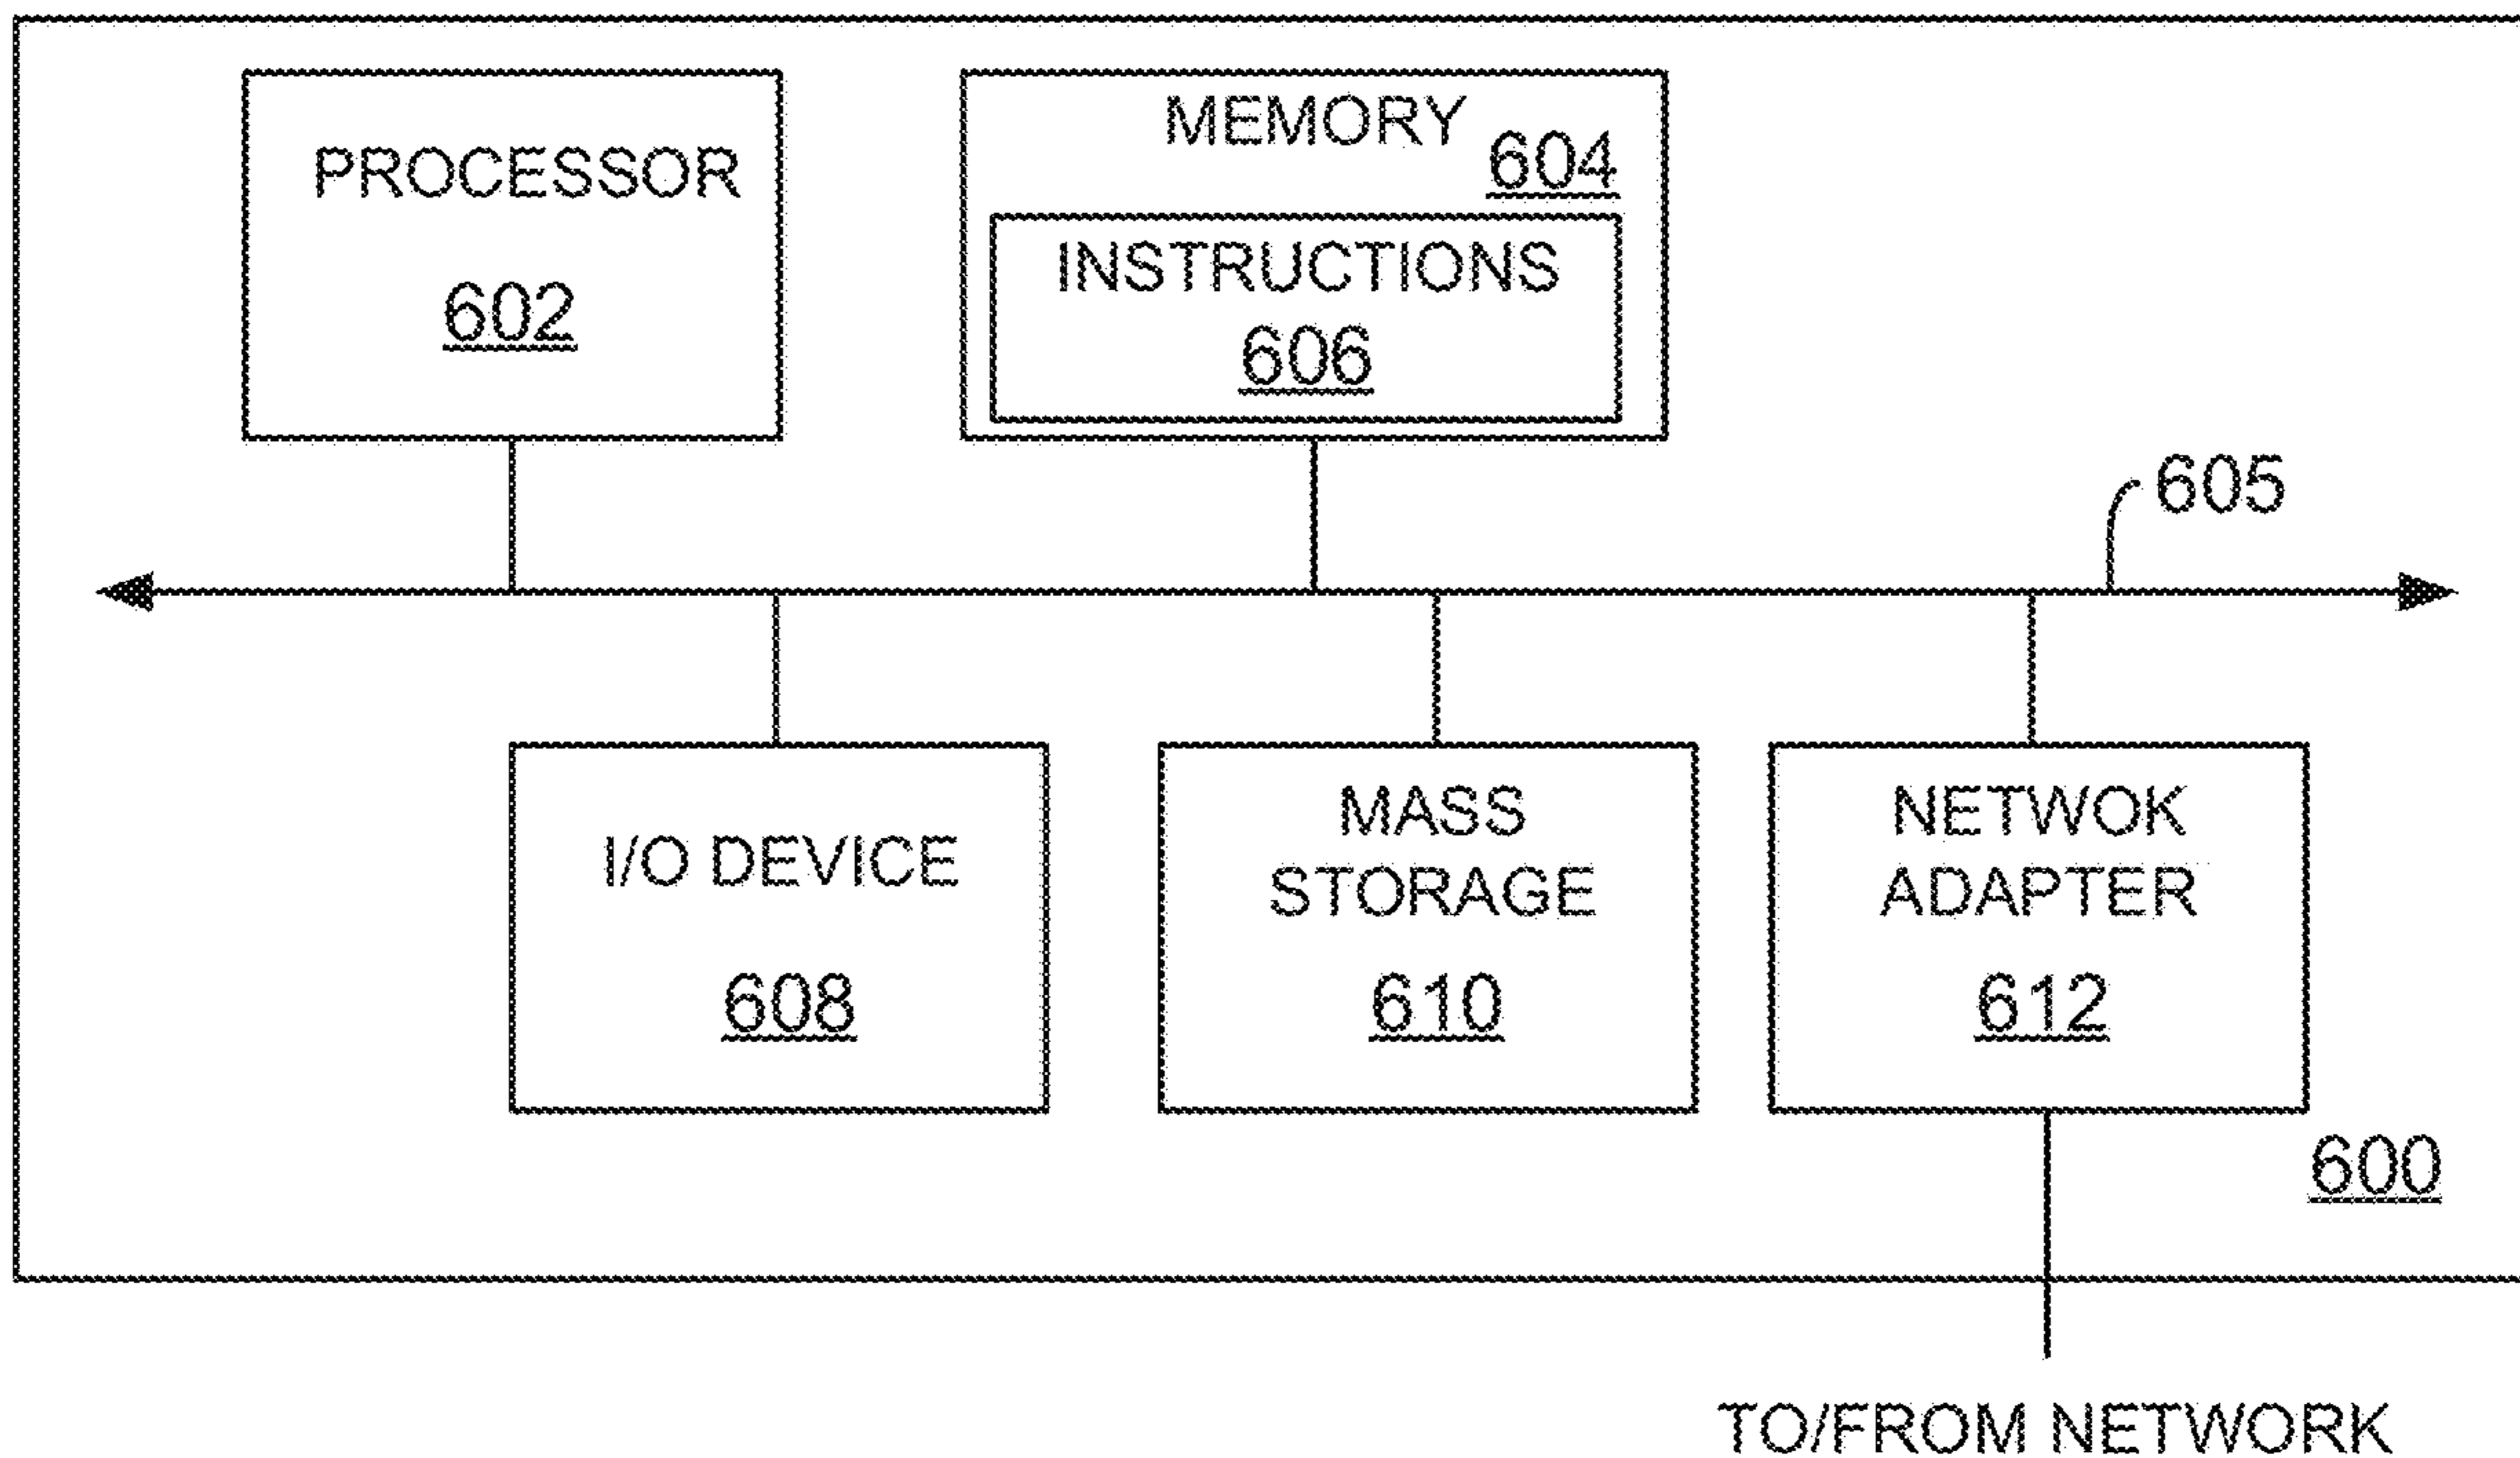 PROCESSOR
602
MEMORY
604
INSTRUCTIONS
606
605
I/O DEVICE
608
MASS
STORAGE
610
NETWOK
ADAPTER
612
600
TO/FROM NETWORK